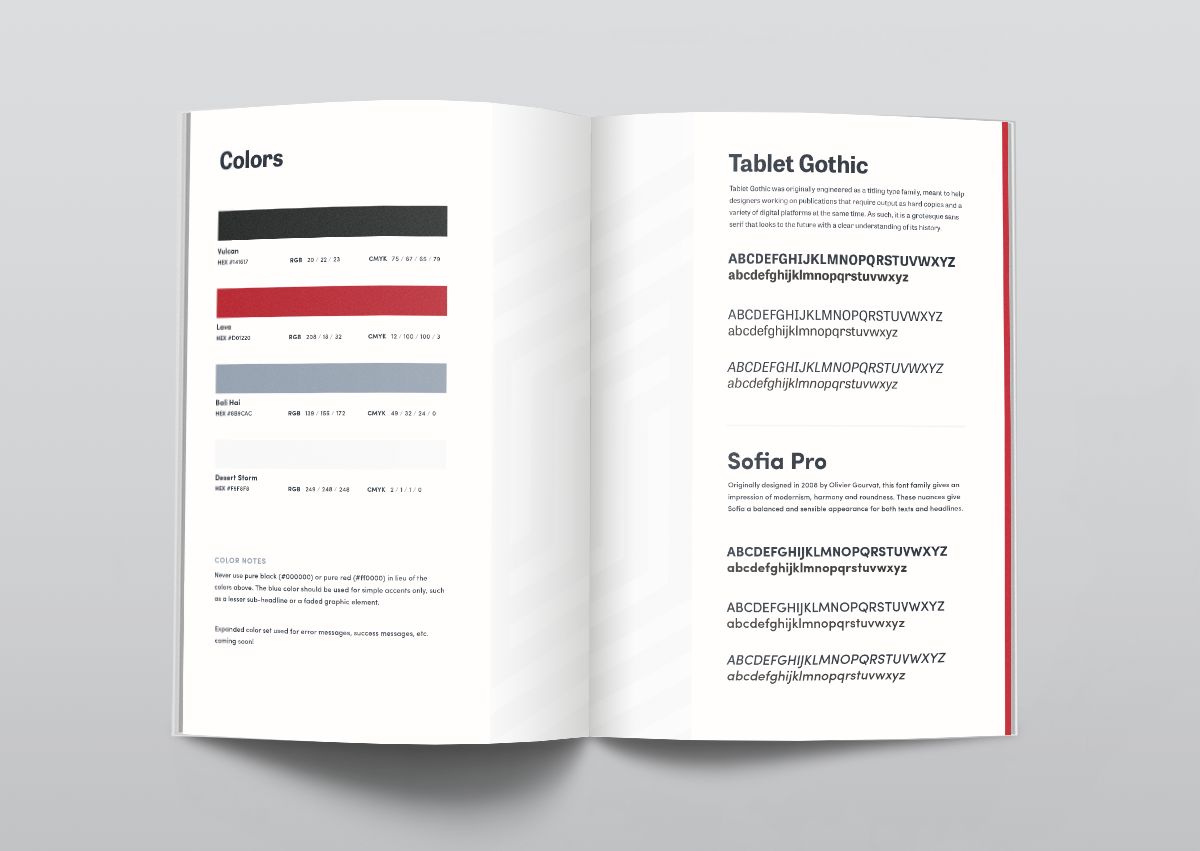 Colors
Vulcan
HEX #141617 RGB 20 / 22 / 23 CMYK 75 / 67 / 65 / 79
Lava
HEX #D01220 RGB 208 / 18 / 32 CMYK 12 / 100 / 100 / 3
Bali Hai
HEX #8B9CAC RGB 139 / 156 / 172 CMYK 49 / 32 / 24 / 0
Desert Storm
HEX #F9F8F8 RGB 249 / 248 / 248 CMYK 2 / 1 / 1 / 0
COLOR NOTES
Never use pure black (#000000) or pure red (#ff0000) in lieu of the
colors above. The blue color should be used for simple accents only, such
as a lesser sub-headline or a faded graphic element.
Expanded color set used for error messages, success messages, etc.
coming soon!
Tablet Gothic
Tablet Gothic was originally engineered as a titling type family, meant to help
designers working on publications that require output as hard copies and a
variety of digital platforms at the same time. As such, it is a grotesque sans
serif that looks to the future with a clear understanding of its history.
ABCDEFGHIJKLMNOPQRSTUVWXYZ
abcdefghijklmnopqrstuvwxyz
ABCDEFGHIJKLMNOPQRSTUVWXYZ
abcdefghijklmnopqrstuvwxyz
ABCDEFGHIJKLMNOPQRSTUVWXYZ
abcdefghijklmnopqrstuvwxyz
Sofia Pro
Originally designed in 2008 by Olivier Gourvat, this font family gives an
impression of modernism, harmony and roundness. These nuances give
Sofia a balanced and sensible appearance for both texts and headlines.
ABCDEFGHIJKLMNOPQRSTUVWXYZ
abcdefghijklmnopqrstuvwxyz
ABCDEFGHIJKLMNOPQRSTUVWXYZ
abcdefghijklmnopqrstuvwxyz
ABCDEFGHIJKLMNOPQRSTUVWXYZ
abcdefghijklmnopqrstuvwxyz